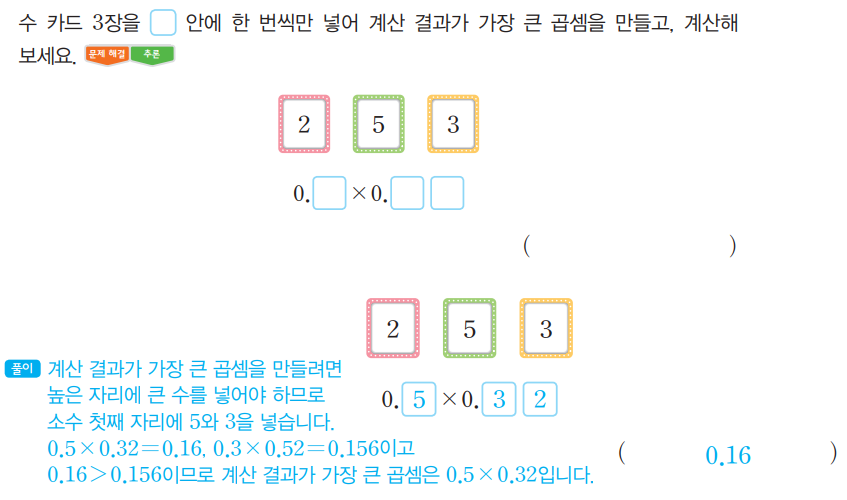 수 카드 3장을 □ 안에 한 번씩만 넣어 계산 결과가 가장 큰 곱셈을 만들고, 계산해
보세요. 문제 해결 추론
2 5 3
0.□×0.□□
( )
2 5 3
0.5×0.32
풀이 계산 결과가 가장 큰 곱셈을 만들려면
높은 자리에 큰 수를 넣어야 하므로
소수 첫째 자리에 5와 3을 넣습니다.
0.5×0.32=0.16, 0.3×0.52=0.156이고
0.16>0.156이므로 계산 결과가 가장 큰 곱셈은 0.5×0.32입니다.
( 0.16 )